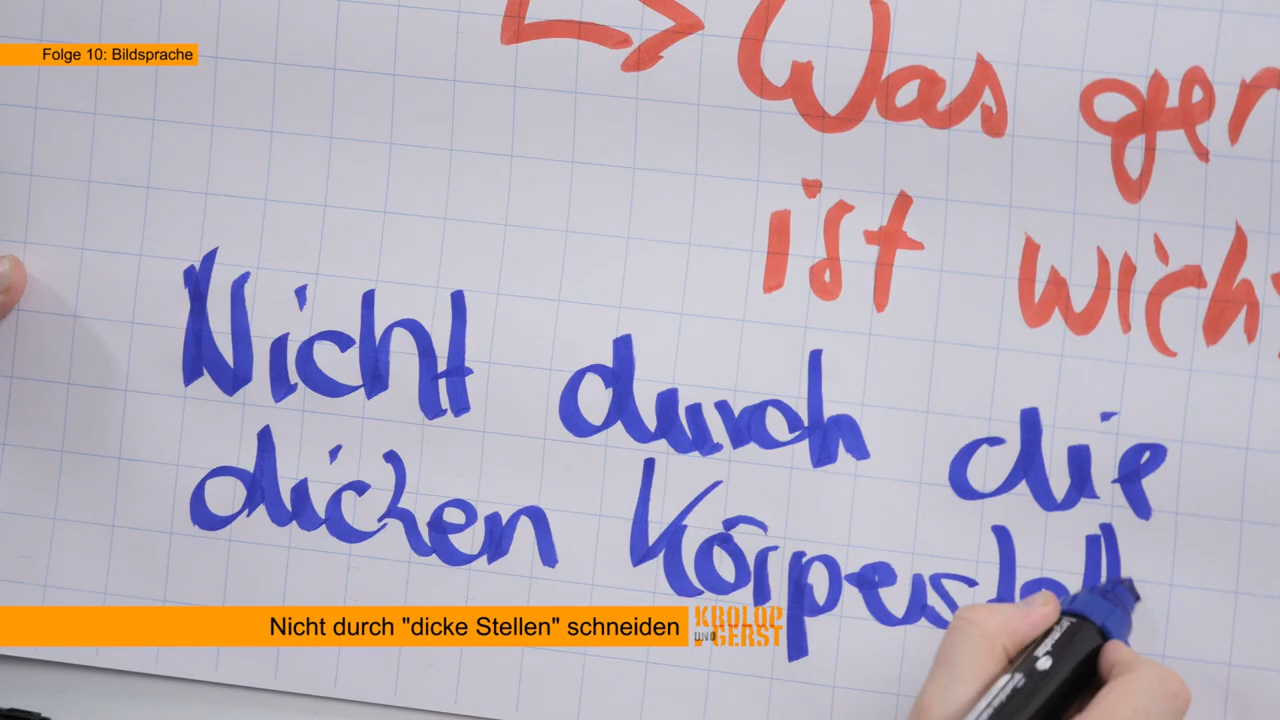 Folge 10: Bildsprache
Was ger
ist wich
Nicht durch die
dicken Körperstell
Nicht durch "dicke Stellen" schneiden
KROLOP
UND GERST